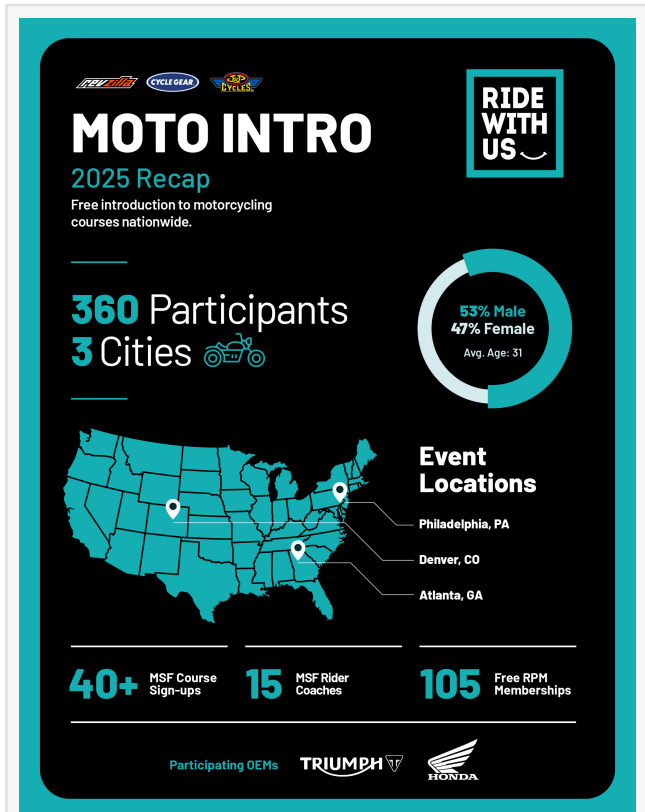 RevZilla
CYCLE GEAR
J&P
CYCLES
RIDE
WITH
US
MOTO INTRO
2025 Recap
Free introduction to motorcycling
courses nationwide.
360 Participants
3 Cities
53% Male
47% Female
Avg. Age: 31
Event
Locations
Philadelphia, PA
Denver, CO
Atlanta, GA
40+
MSF Course
Sign-ups
15
MSF Rider
Coaches
105
Free RPM
Memberships
Participating OEMs
TRIUMPH
HONDA